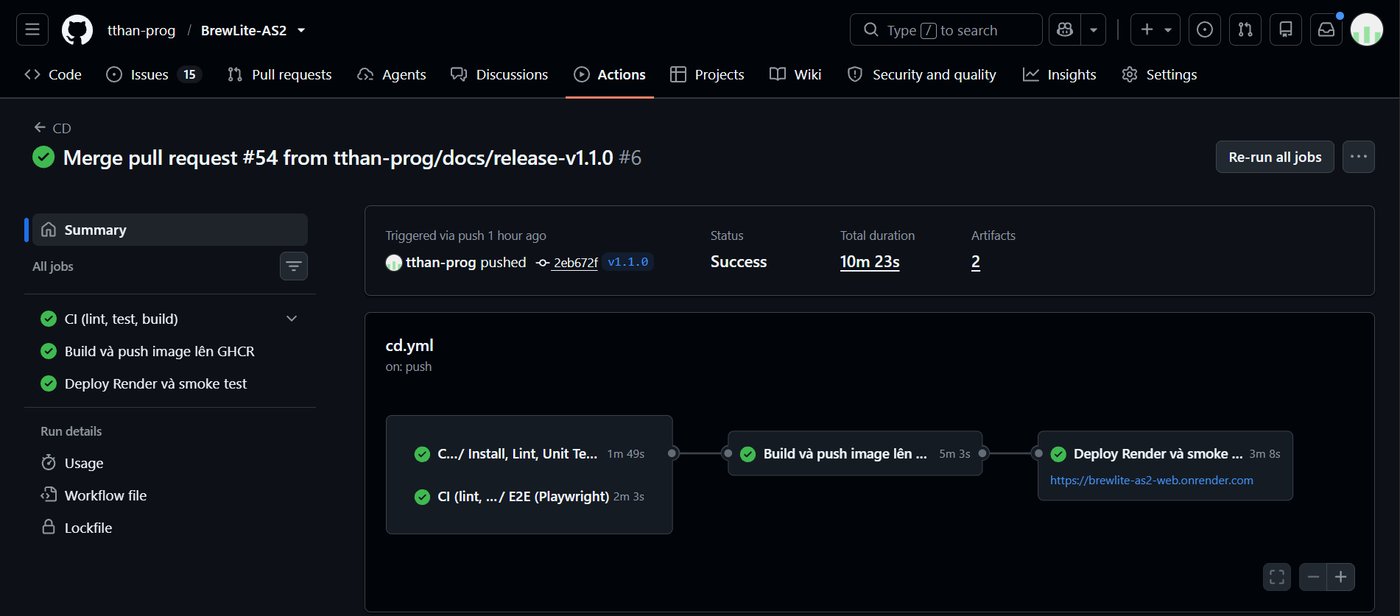 tthan-prog / BrewLite-AS2
Type / to search
Code
Issues 15
Pull requests
Agents
Discussions
Actions
Projects
Wiki
Security and quality
Insights
Settings
CD
Merge pull request #54 from tthan-prog/docs/release-v1.1.0 #6
Re-run all jobs
Summary
All jobs
CI (lint, test, build)
Build và push image lên GHCR
Deploy Render và smoke test
Run details
Usage
Workflow file
Lockfile
Triggered via push 1 hour ago
tthan-prog pushed 2eb672f v1.1.0
Status
Success
Total duration
10m 23s
Artifacts
2
cd.yml
on: push
C.../ Install, Lint, Unit Te... 1m 49s
CI (lint, .../ E2E (Playwright) 2m 3s
Build và push image lên ... 5m 3s
Deploy Render và smoke ... 3m 8s
https://brewlite-as2-web.onrender.com